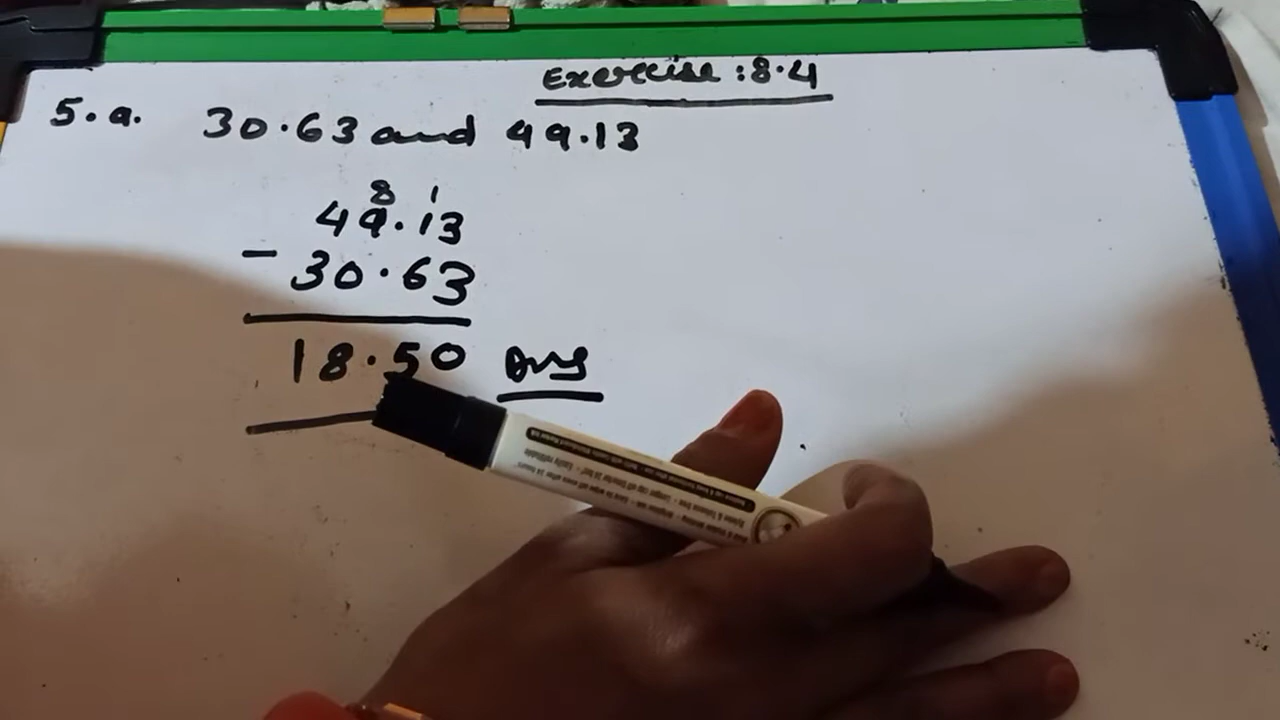 Exercise : 8.4
5. a. 30.63 and 49.13
8 1
49.13
- 30.63
18.50 Ans